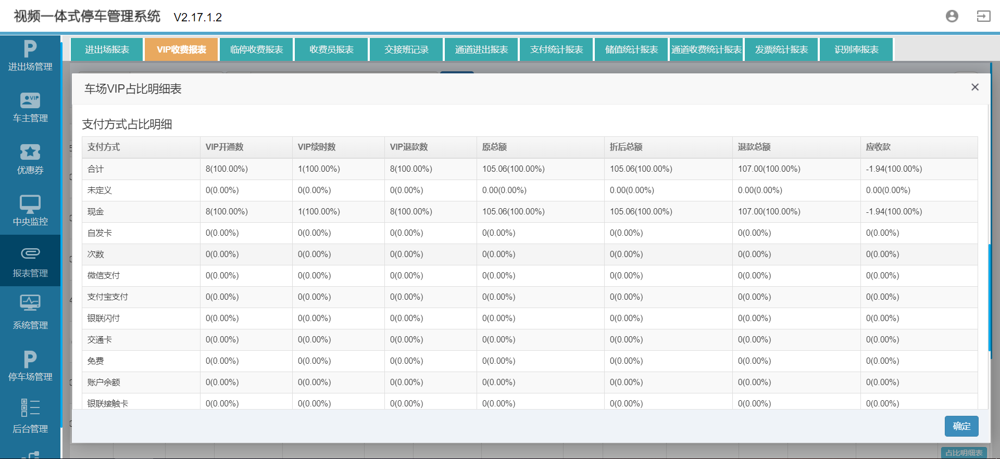 视频一体式停车管理系统 V2.17.1.2
进出场报表 VIP收费报表 临停收费报表 收费员报表 交接班记录 通道进出报表 支付统计报表 储值统计报表 通道收费统计报表 发票统计报表 识别率报表
进出场管理
VIP
车主管理
优惠券
中央监控
报表管理
系统管理
停车场管理
后台管理
车场VIP占比明细表
支付方式占比明细
支付方式 VIP开通数 VIP续时数 VIP退款数 原总额 折后总额 退款总额 应收款
合计 8(100.00%) 1(100.00%) 8(100.00%) 105.06(100.00%) 105.06(100.00%) 107.00(100.00%) -1.94(100.00%)
未定义 0(0.00%) 0(0.00%) 0(0.00%) 0.00(0.00%) 0.00(0.00%) 0.00(0.00%) 0.00(0.00%)
现金 8(100.00%) 1(100.00%) 8(100.00%) 105.06(100.00%) 105.06(100.00%) 107.00(100.00%) -1.94(100.00%)
自发卡 0(0.00%) 0(0.00%) 0(0.00%) 0(0.00%) 0(0.00%) 0(0.00%) 0(0.00%)
次数 0(0.00%) 0(0.00%) 0(0.00%) 0(0.00%) 0(0.00%) 0(0.00%) 0(0.00%)
微信支付 0(0.00%) 0(0.00%) 0(0.00%) 0(0.00%) 0(0.00%) 0(0.00%) 0(0.00%)
支付宝支付 0(0.00%) 0(0.00%) 0(0.00%) 0(0.00%) 0(0.00%) 0(0.00%) 0(0.00%)
银联闪付 0(0.00%) 0(0.00%) 0(0.00%) 0(0.00%) 0(0.00%) 0(0.00%) 0(0.00%)
交通卡 0(0.00%) 0(0.00%) 0(0.00%) 0(0.00%) 0(0.00%) 0(0.00%) 0(0.00%)
免费 0(0.00%) 0(0.00%) 0(0.00%) 0(0.00%) 0(0.00%) 0(0.00%) 0(0.00%)
账户余额 0(0.00%) 0(0.00%) 0(0.00%) 0(0.00%) 0(0.00%) 0(0.00%) 0(0.00%)
银联接触卡 0(0.00%) 0(0.00%) 0(0.00%) 0(0.00%) 0(0.00%) 0(0.00%) 0(0.00%)
确定
占比明细表